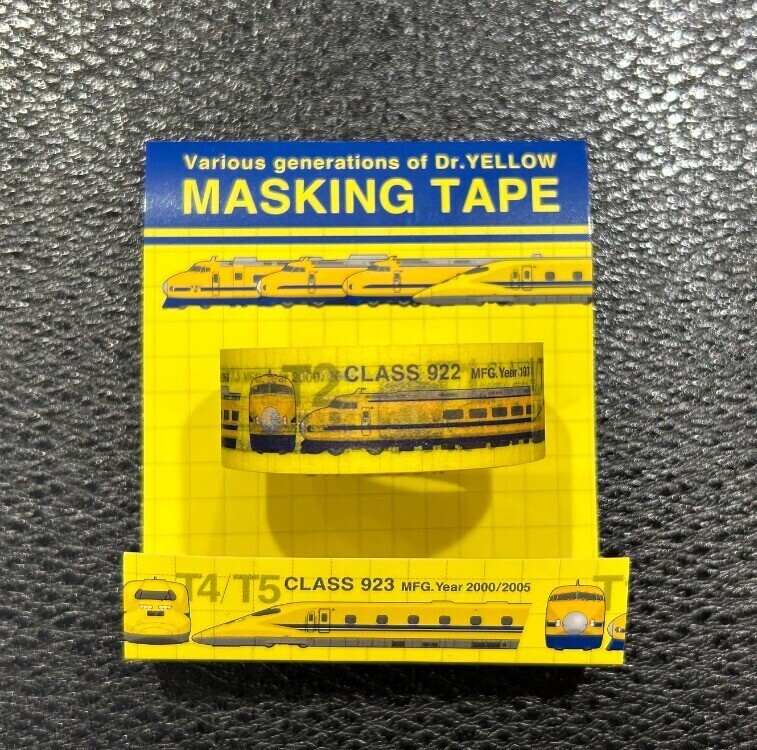 Various generations of Dr.YELLOW
MASKING TAPE
T2 CLASS 922 MFG. Year 197
T4/T5 CLASS 923 MFG. Year 2000/2005